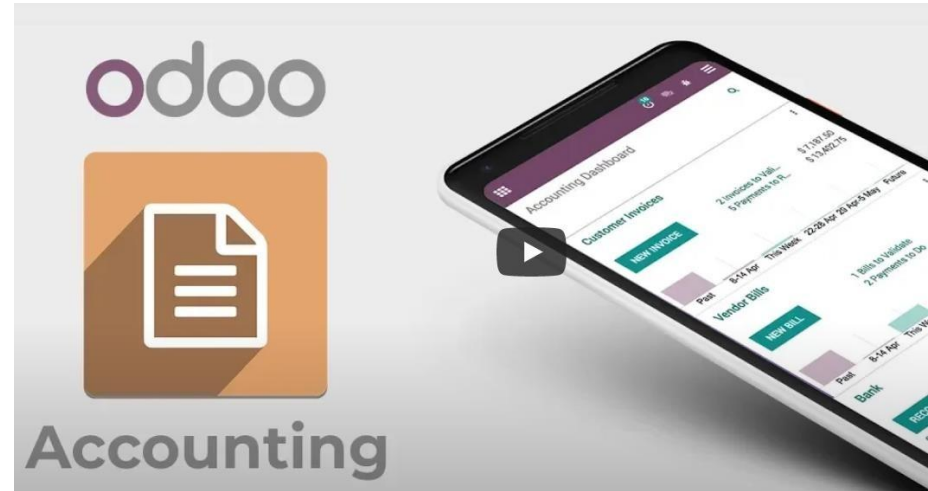 odoo
Accounting
Accounting Dashboard
Customer Invoices
NEW INVOICE
2 Invoices to Vali...
$ 7,187.50
5 Payments to R...
$ 13,402.75
Past
8-14 Apr
This Week
22-28 Apr
29 Apr-5 May
Future
Vendor Bills
NEW BILL
1 Bills to Validate
2 Payments to Do
Past
8-14 Apr
This W
Bank
RECO